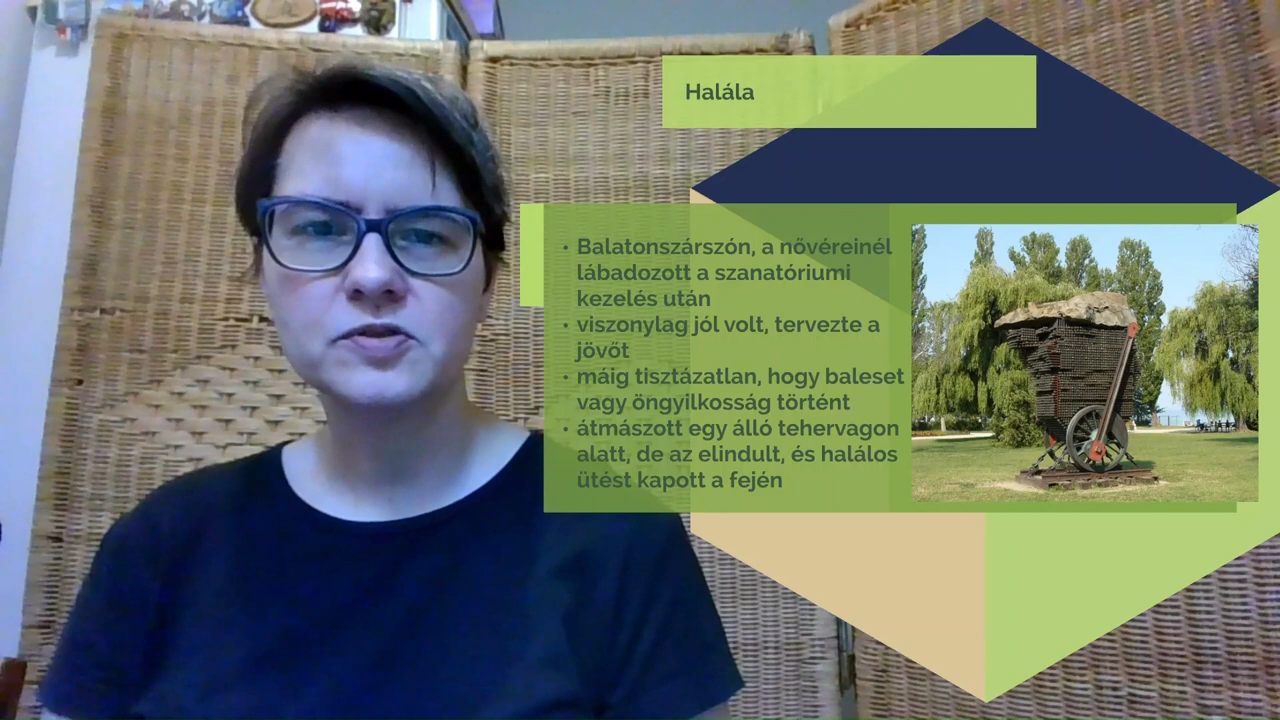 Halála
• Balatonszárszón, a nővéreinél
lábadozott a szanatóriumi
kezelés után
• viszonylag jól volt, tervezte a
jövőt
• máig tisztázatlan, hogy baleset
vagy öngyilkosság történt
• átmászott egy álló tehervagon
alatt, de az elindult, és halálos
ütést kapott a fején